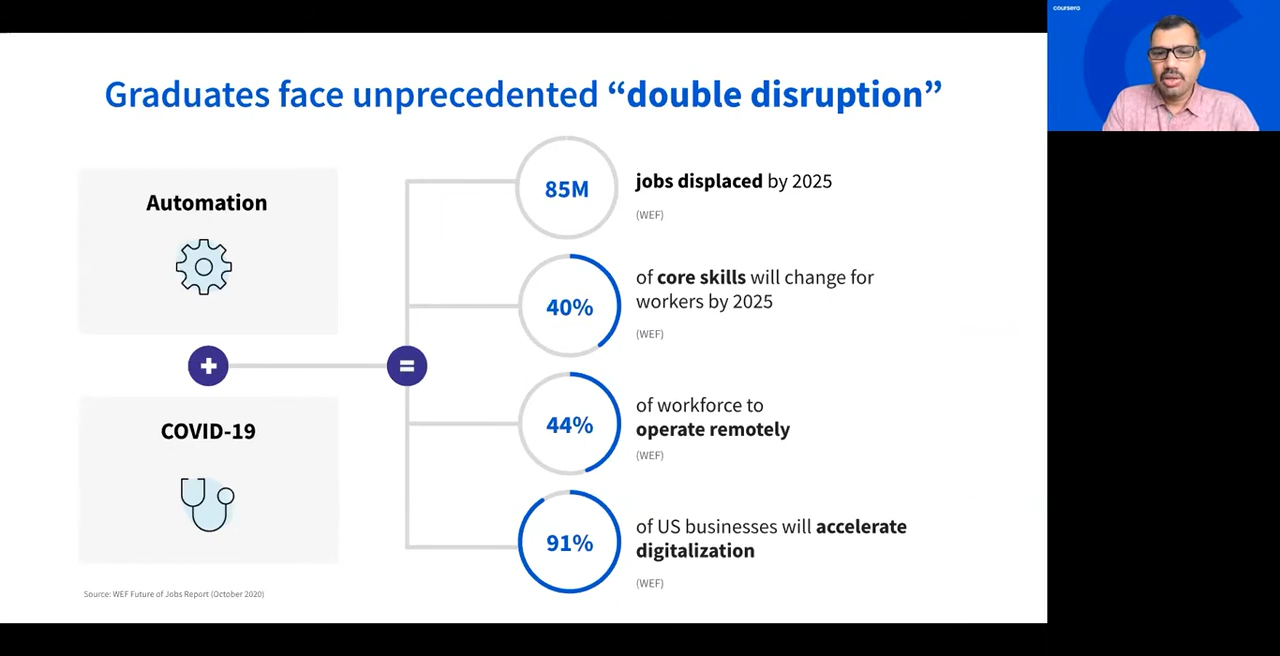 coursera
Graduates face unprecedented “double disruption”
Automation
+
COVID-19
=
85M
jobs displaced by 2025
(WEF)
40%
of core skills will change for
workers by 2025
(WEF)
44%
of workforce to
operate remotely
(WEF)
91%
of US businesses will accelerate
digitalization
(WEF)
Source: WEF Future of Jobs Report (October 2020)